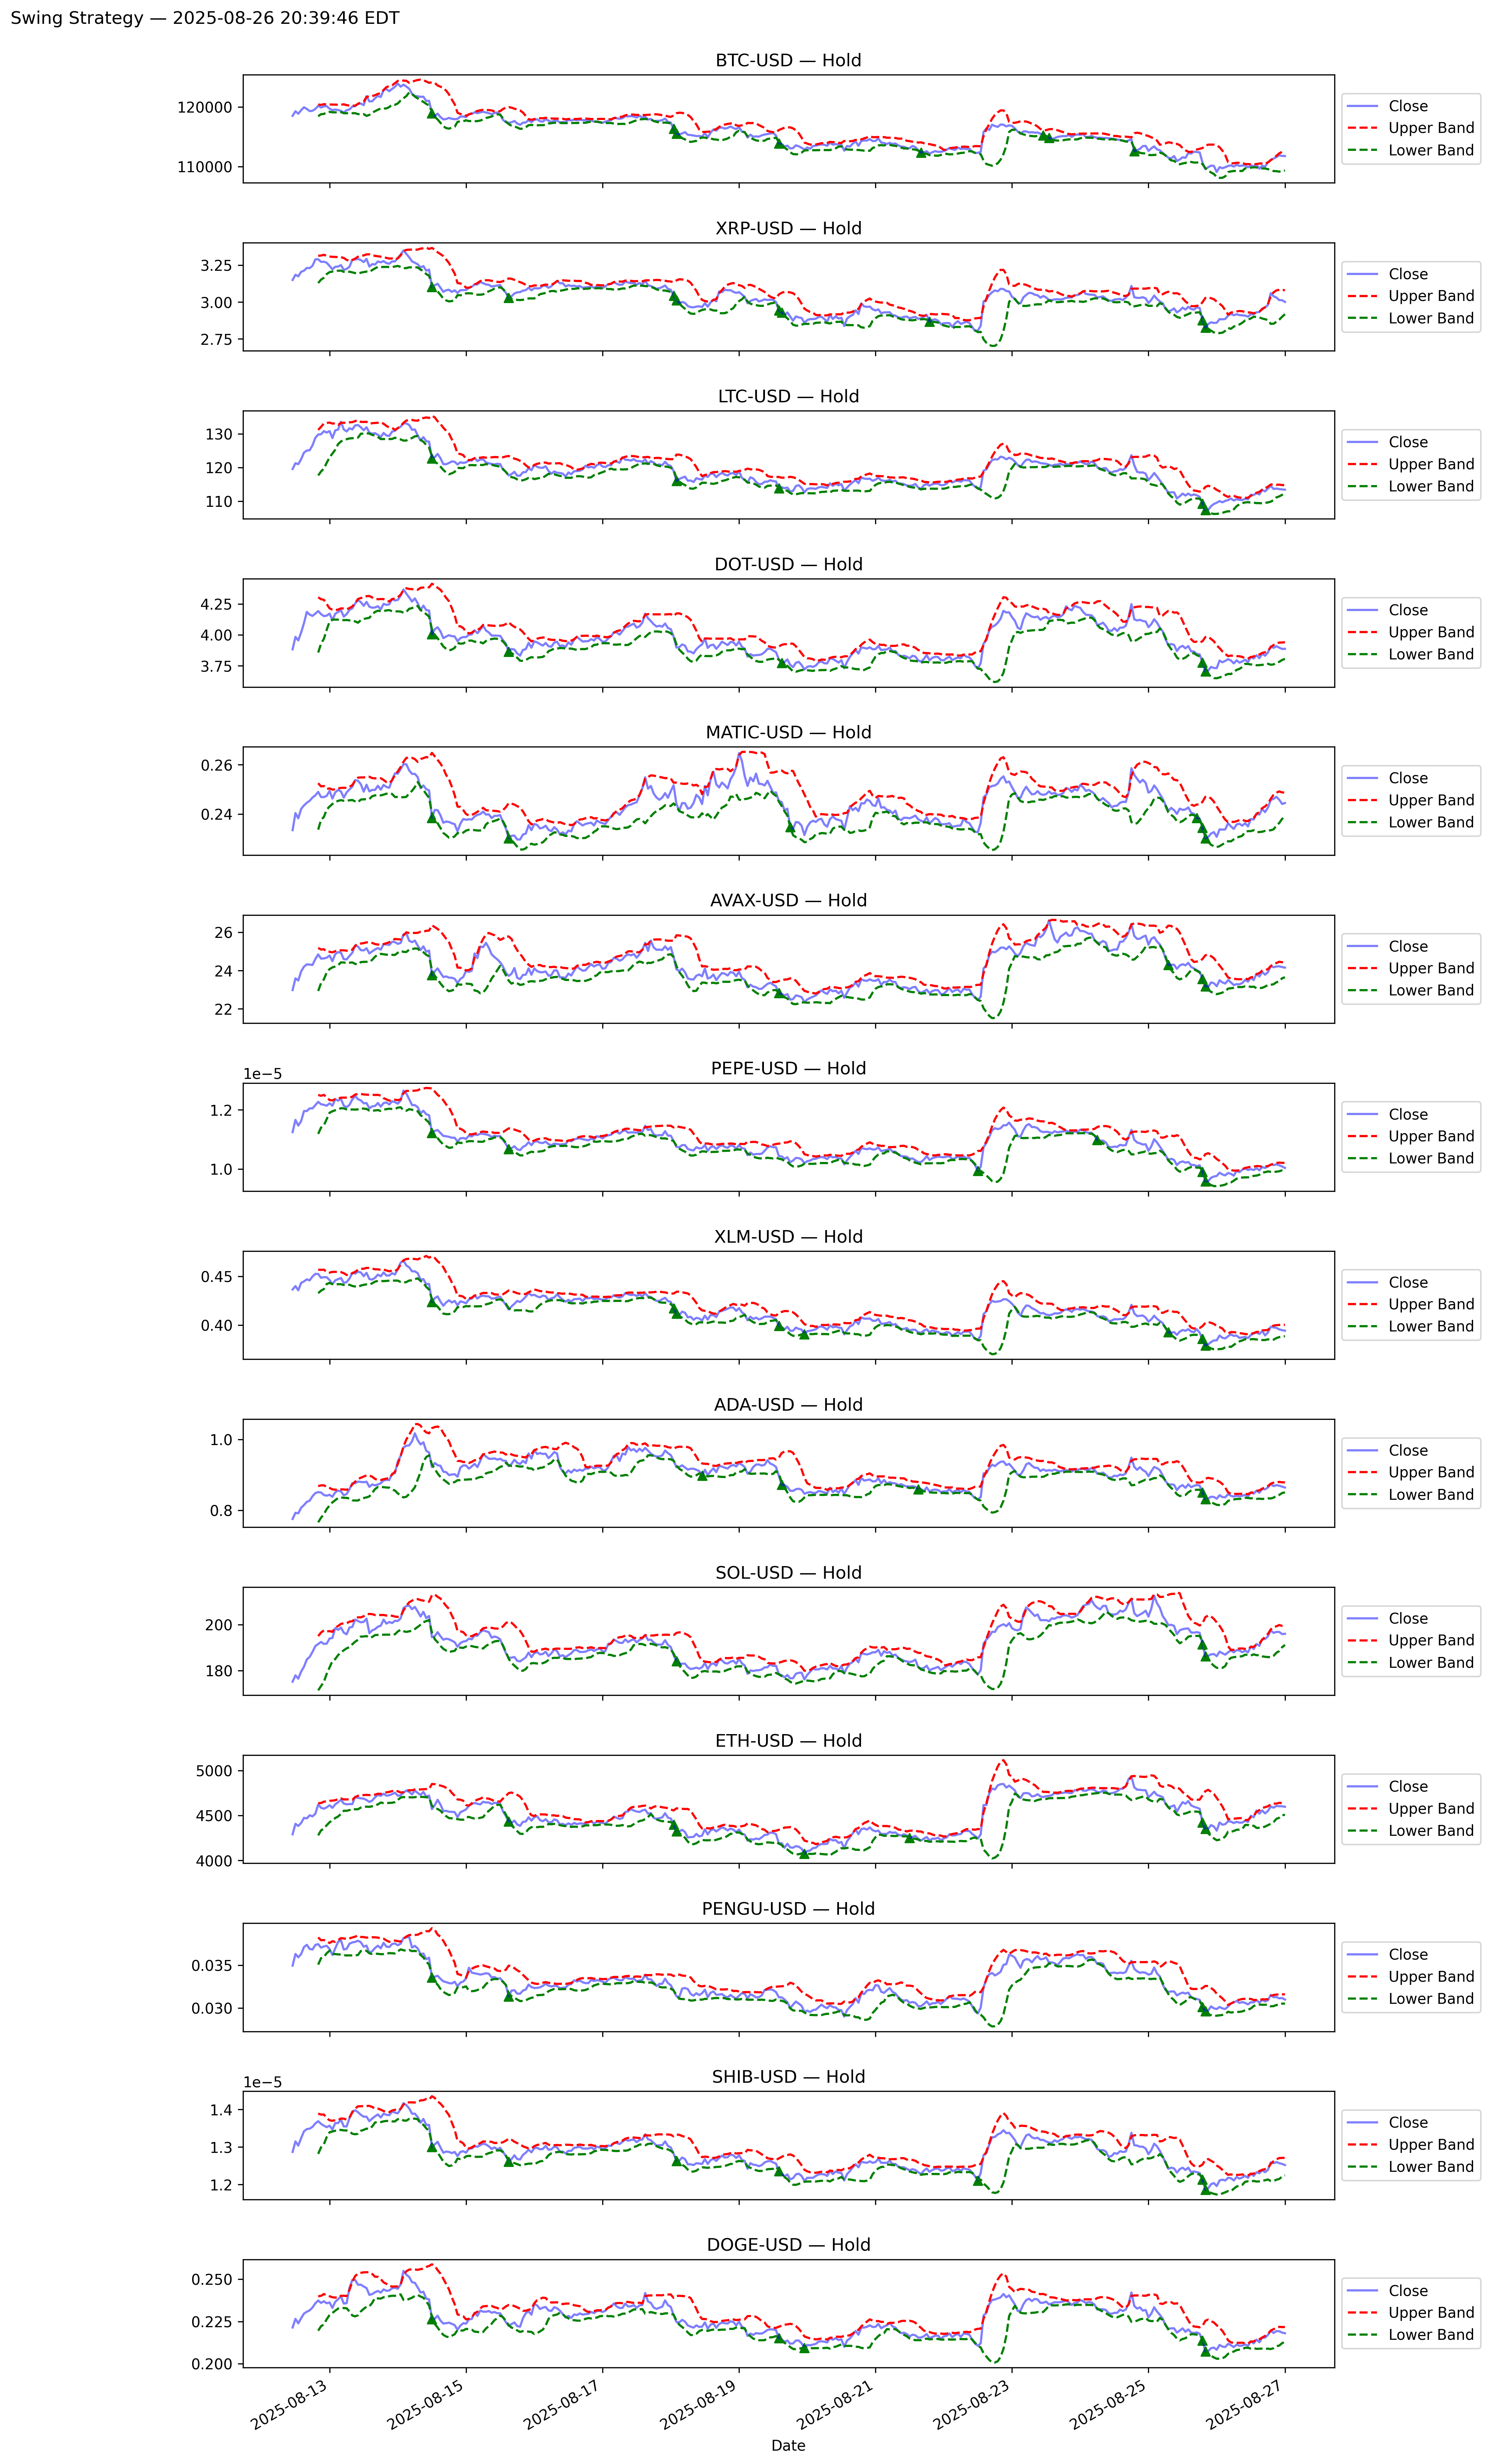 Swing Strategy — 2025-08-26 20:39:46 EDT
BTC-USD — Hold
120000
110000
Close
Upper Band
Lower Band
XRP-USD — Hold
3.25
3.00
2.75
Close
Upper Band
Lower Band
LTC-USD — Hold
130
120
110
Close
Upper Band
Lower Band
DOT-USD — Hold
4.25
4.00
3.75
Close
Upper Band
Lower Band
MATIC-USD — Hold
0.26
0.24
Close
Upper Band
Lower Band
AVAX-USD — Hold
26
24
22
Close
Upper Band
Lower Band
PEPE-USD — Hold
1e−5
1.2
1.0
Close
Upper Band
Lower Band
XLM-USD — Hold
0.45
0.40
Close
Upper Band
Lower Band
ADA-USD — Hold
1.0
0.8
Close
Upper Band
Lower Band
SOL-USD — Hold
200
180
Close
Upper Band
Lower Band
ETH-USD — Hold
5000
4500
4000
Close
Upper Band
Lower Band
PENGU-USD — Hold
0.035
0.030
Close
Upper Band
Lower Band
SHIB-USD — Hold
1e−5
1.4
1.3
1.2
Close
Upper Band
Lower Band
DOGE-USD — Hold
0.250
0.225
0.200
Close
Upper Band
Lower Band
2025-08-13
2025-08-15
2025-08-17
2025-08-19
2025-08-21
2025-08-23
2025-08-25
2025-08-27
Date